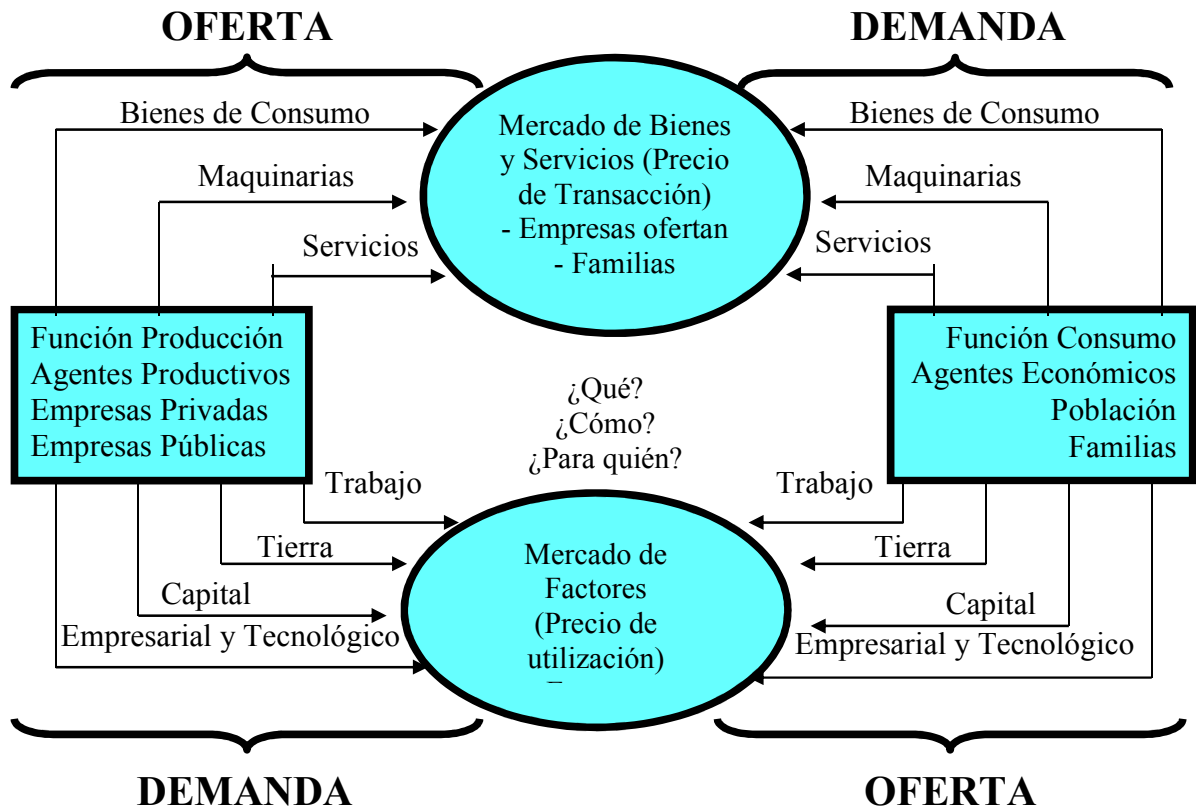 OFERTA
DEMANDA
Bienes de Consumo
Bienes de Consumo
Mercado de Bienes
y Servicios (Precio
de Transacción)
- Empresas ofertan
- Familias
Maquinarias
Maquinarias
Servicios
Servicios
Función Producción
Agentes Productivos
Empresas Privadas
Empresas Públicas
Función Consumo
Agentes Económicos
Población
Familias
¿Qué?
¿Cómo?
¿Para quién?
Trabajo
Trabajo
Tierra
Tierra
Capital
Capital
Empresarial y Tecnológico
Empresarial y Tecnológico
Mercado de
Factores
(Precio de
utilización)
DEMANDA
OFERTA